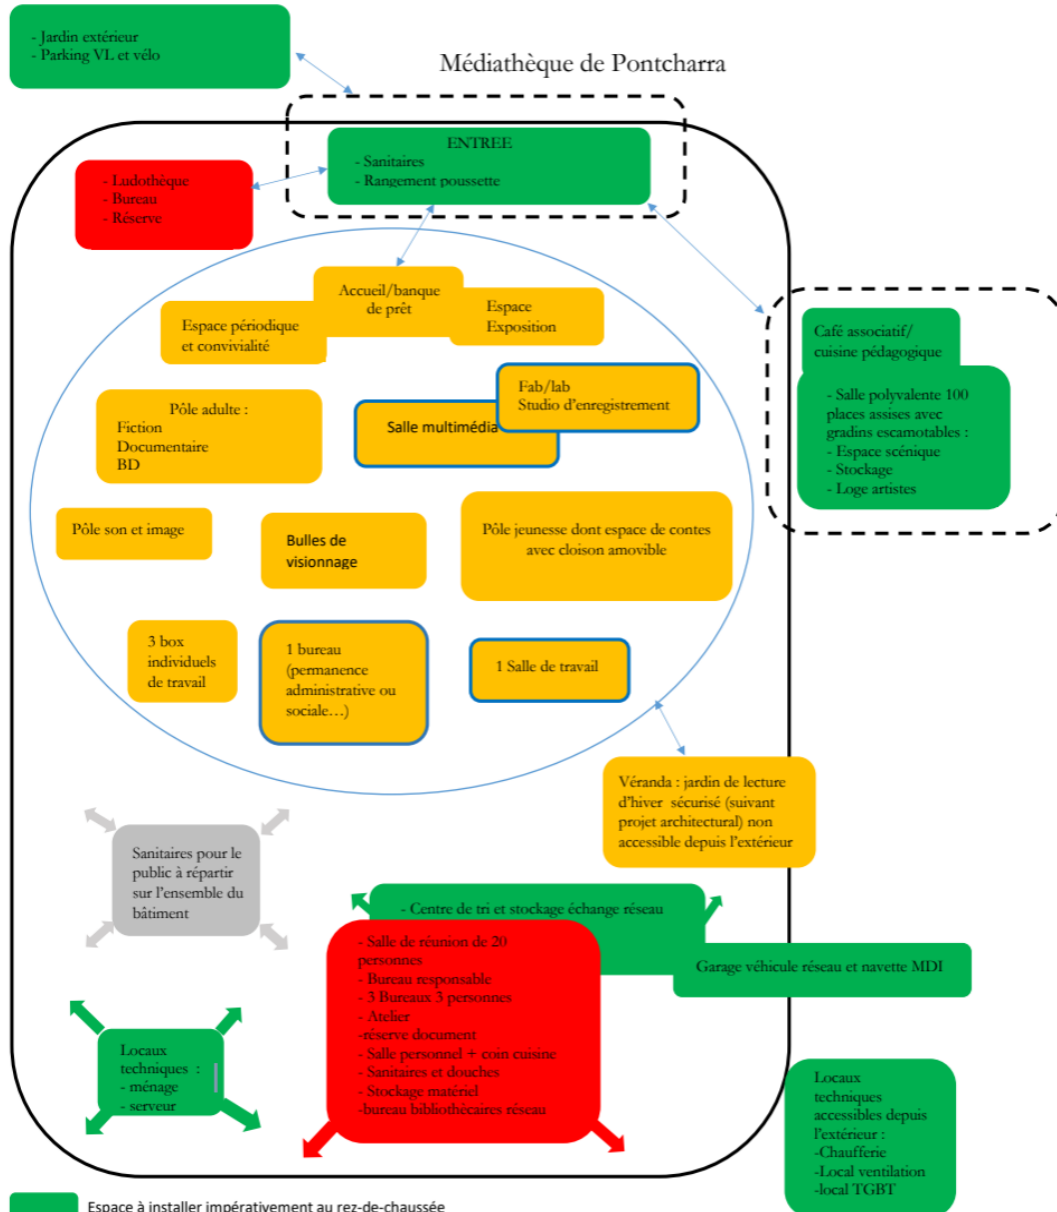 - Jardin extérieur
- Parking VL et vélo
Médiathèque de Pontcharra
ENTREE
- Sanitaires
- Rangement poussette
- Ludothèque
- Bureau
- Réserve
Accueil/banque
de prêt
Espace périodique
et convivialité
Espace
Exposition
Café associatif/
cuisine pédagogique
- Salle polyvalente 100
places assises avec
gradins escamotables :
- Espace scénique
- Stockage
- Loge artistes
Pôle adulte :
Fiction
Documentaire
BD
Salle multimédia
Fab/lab
Studio d'enregistrement
Pôle son et image
Bulles de
visionnage
Pôle jeunesse dont espace de contes
avec cloison amovible
3 box
individuels
de travail
1 bureau
(permanence
administrative ou
sociale…)
1 Salle de travail
Véranda : jardin de lecture
d'hiver sécurisé (suivant
projet architectural) non
accessible depuis l'extérieur
Sanitaires pour le
public à répartir
sur l'ensemble du
bâtiment
- Centre de tri et stockage échange réseau
Garage véhicule réseau et navette MDI
- Salle de réunion de 20
personnes
- Bureau responsable
- 3 Bureaux 3 personnes
- Atelier
-réserve document
- Salle personnel + coin cuisine
- Sanitaires et douches
- Stockage matériel
-bureau bibliothècaires réseau
Locaux
techniques :
- ménage
- serveur
Locaux
techniques
accessibles depuis
l'extérieur :
-Chaufferie
-Local ventilation
-local TGBT
Espace à installer impérativement au rez-de-chaussée